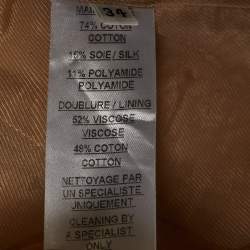 34
74% COTON
COTTON
15% SOIE / SILK
11% POLYAMIDE
POLYAMIDE
DOUBLURE / LINING
52% VISCOSE
VISCOSE
48% COTON
COTTON
NETTOYAGE PAR
UN SPECIALISTE
UNIQUEMENT
CLEANING BY
A SPECIALIST
ONLY